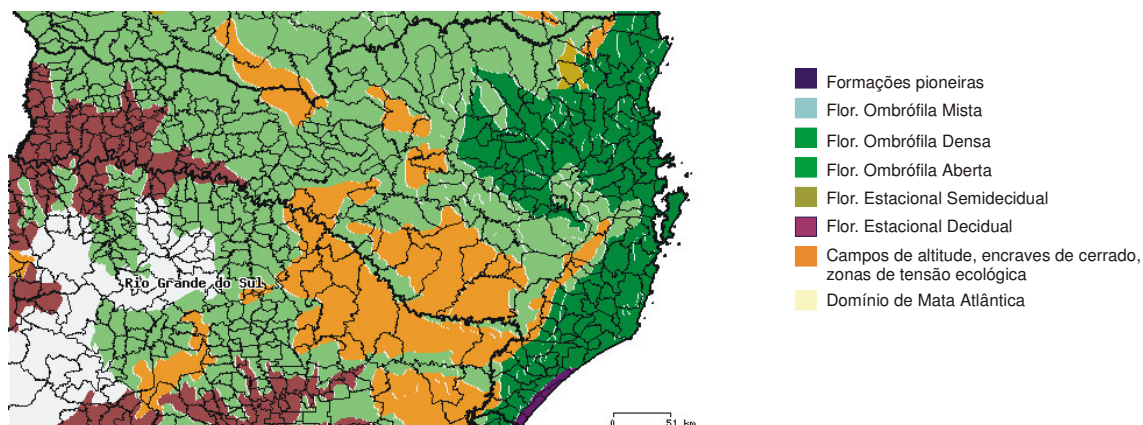 Rio Grande do Sul
51 km
Formações pioneiras
Flor. Ombrófila Mista
Flor. Ombrófila Densa
Flor. Ombrófila Aberta
Flor. Estacional Semidecidual
Flor. Estacional Decidual
Campos de altitude, encraves de cerrado,
zonas de tensão ecológica
Domínio de Mata Atlântica